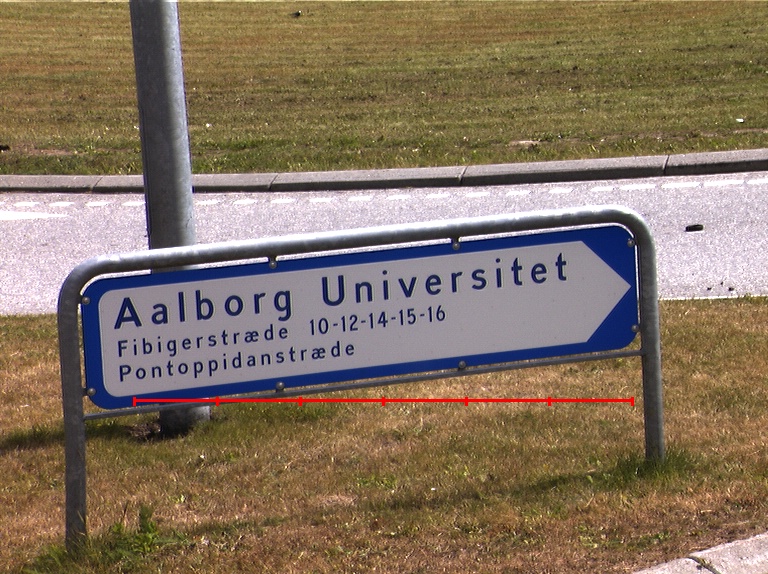 Aalborg Universitet
Fibigerstræde 10-12-14-15-16
Pontoppidanstræde